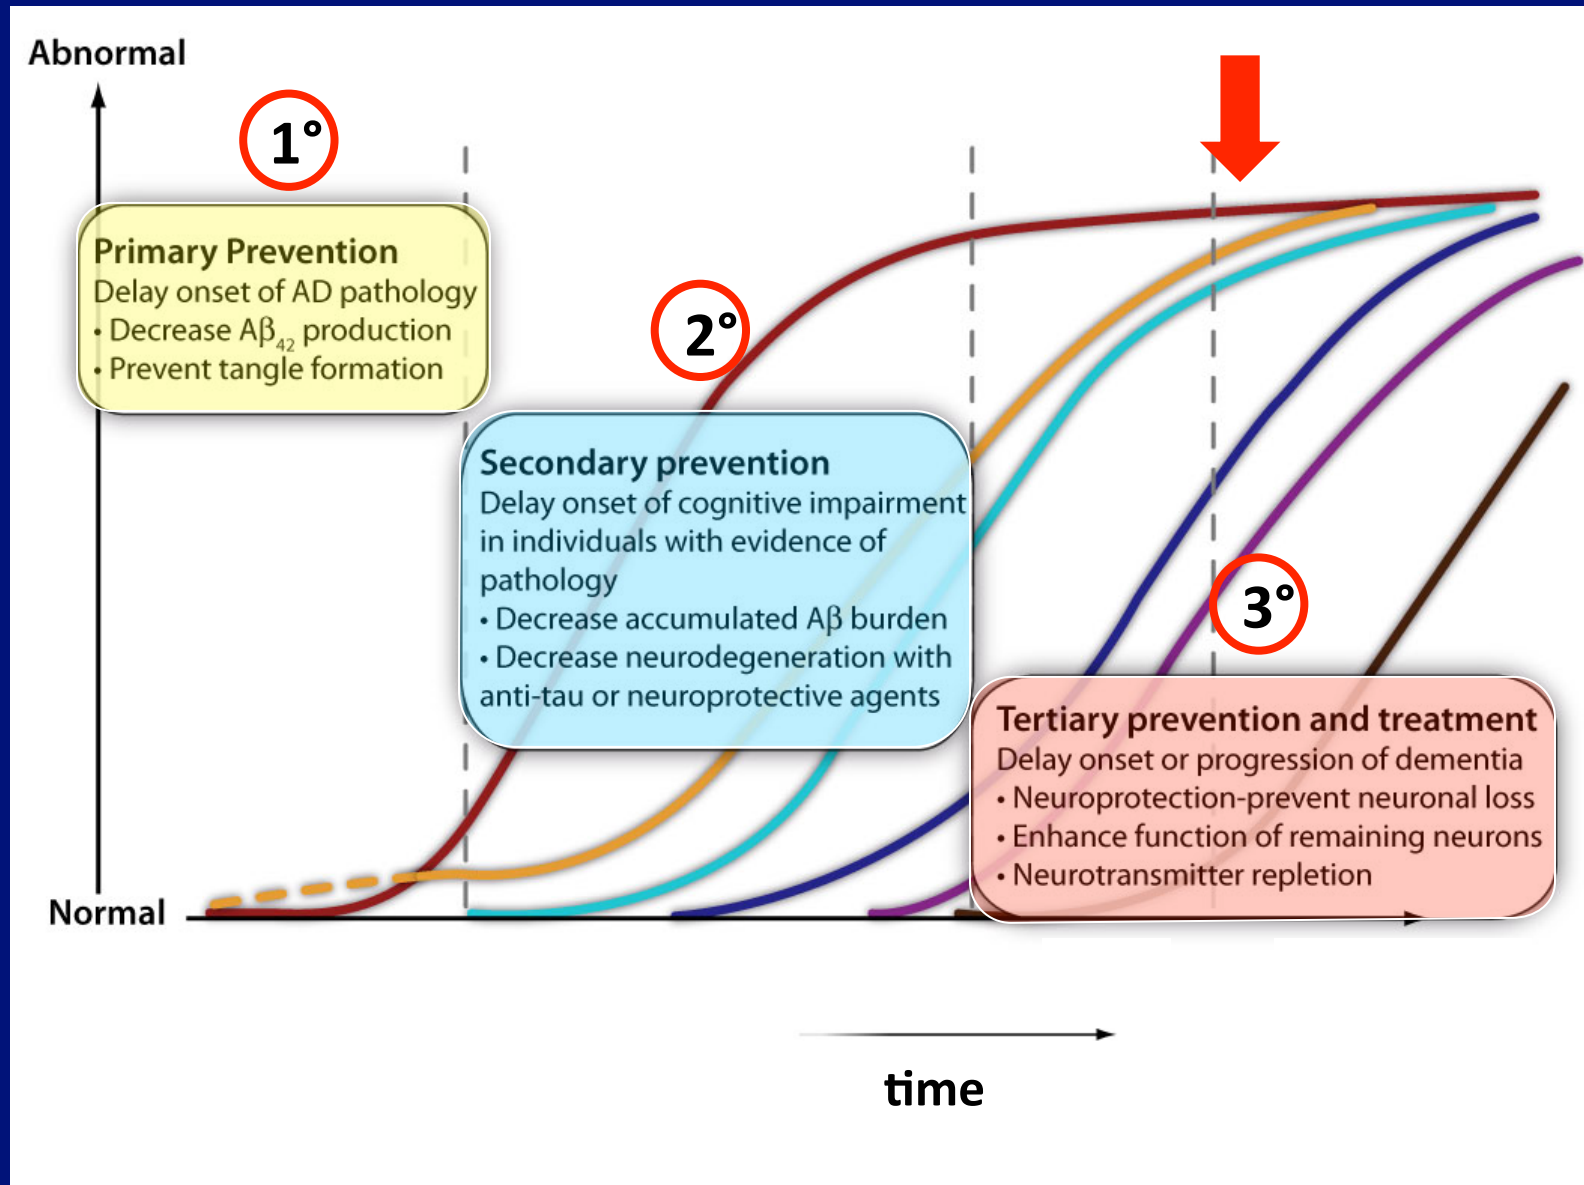 Abnormal
1°
Primary Prevention
Delay onset of AD pathology
• Decrease Aβ₄₂ production
• Prevent tangle formation
2°
Secondary prevention
Delay onset of cognitive impairment
in individuals with evidence of
pathology
• Decrease accumulated Aβ burden
• Decrease neurodegeneration with
anti-tau or neuroprotective agents
3°
Tertiary prevention and treatment
Delay onset or progression of dementia
• Neuroprotection-prevent neuronal loss
• Enhance function of remaining neurons
• Neurotransmitter repletion
Normal
time